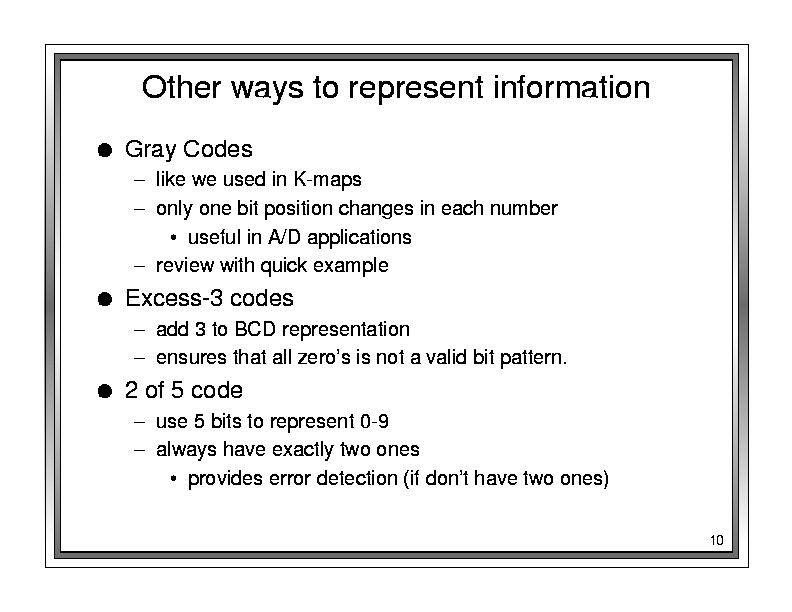 Other ways to represent information
● Gray Codes
– like we used in K-maps
– only one bit position changes in each number
• useful in A/D applications
– review with quick example
● Excess-3 codes
– add 3 to BCD representation
– ensures that all zero's is not a valid bit pattern.
● 2 of 5 code
– use 5 bits to represent 0-9
– always have exactly two ones
• provides error detection (if don't have two ones)
10